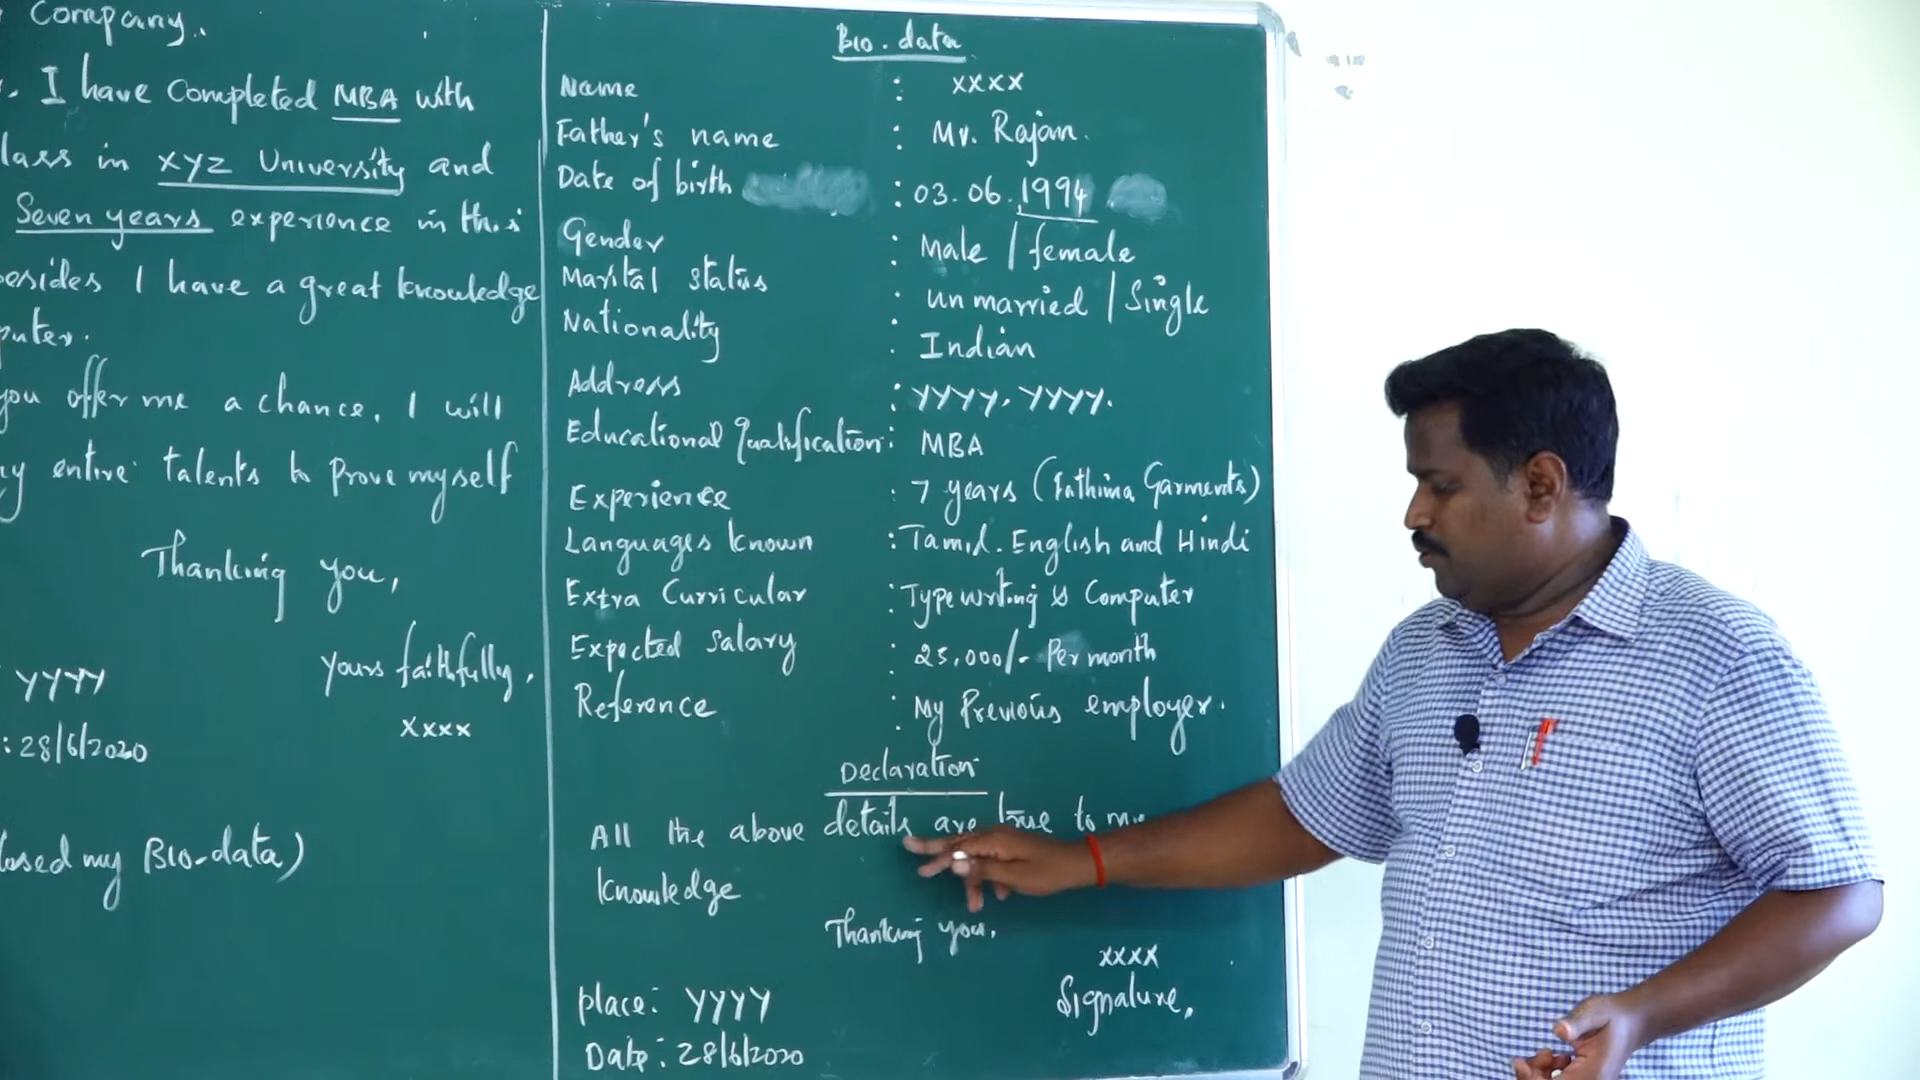 Company.
. I have Completed MBA with
lass in xyz University and
Seven years experience in this
esides I have a great knowledge
puter.
you offer me a chance, I will
y entire talents to prove myself
Thanking you,
yours faithfully,
xxxx
yyyy
: 28/6/2020
losed my Bio-data)
Bio. data
Name : xxxx
Father's name : Mr. Rajan.
Date of birth : 03.06.1994
Gender : Male / female
Marital status : unmarried / Single
Nationality : Indian
Address : yyyy, yyyy.
Educational Qualification : MBA
Experience : 7 years (Fathima Garments)
Languages known : Tamil. English and Hindi
Extra Curricular : Typewriting & Computer
Expected Salary : 25,000/- Per month
Reference : My Previous employer.
Declaration
All the above details are true to my
knowledge
Thanking you,
xxxx
Signature,
place: yyyy
Date: 28/6/2020